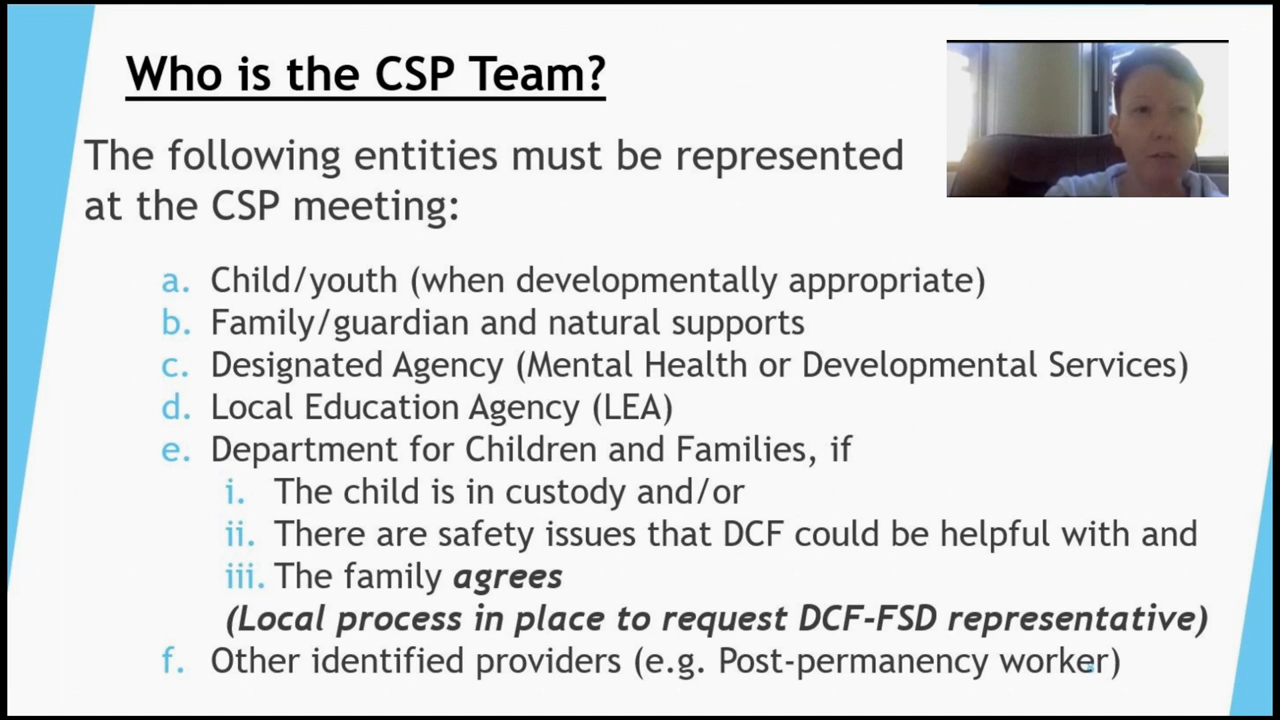 Who is the CSP Team?
The following entities must be represented
at the CSP meeting:
a. Child/youth (when developmentally appropriate)
b. Family/guardian and natural supports
c. Designated Agency (Mental Health or Developmental Services)
d. Local Education Agency (LEA)
e. Department for Children and Families, if
i. The child is in custody and/or
ii. There are safety issues that DCF could be helpful with and
iii. The family agrees
(Local process in place to request DCF-FSD representative)
f. Other identified providers (e.g. Post-permanency worker)